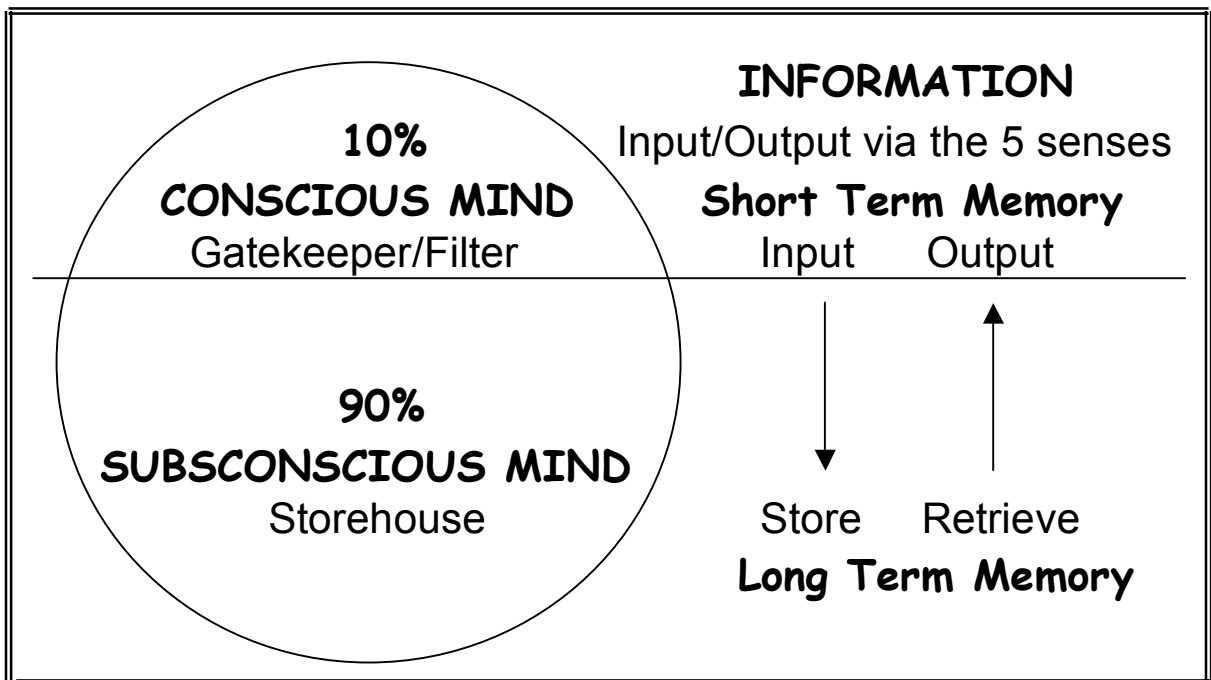 10%
CONSCIOUS MIND
Gatekeeper/Filter
90%
SUBSCONSCIOUS MIND
Storehouse
INFORMATION
Input/Output via the 5 senses
Short Term Memory
Input Output
Store Retrieve
Long Term Memory